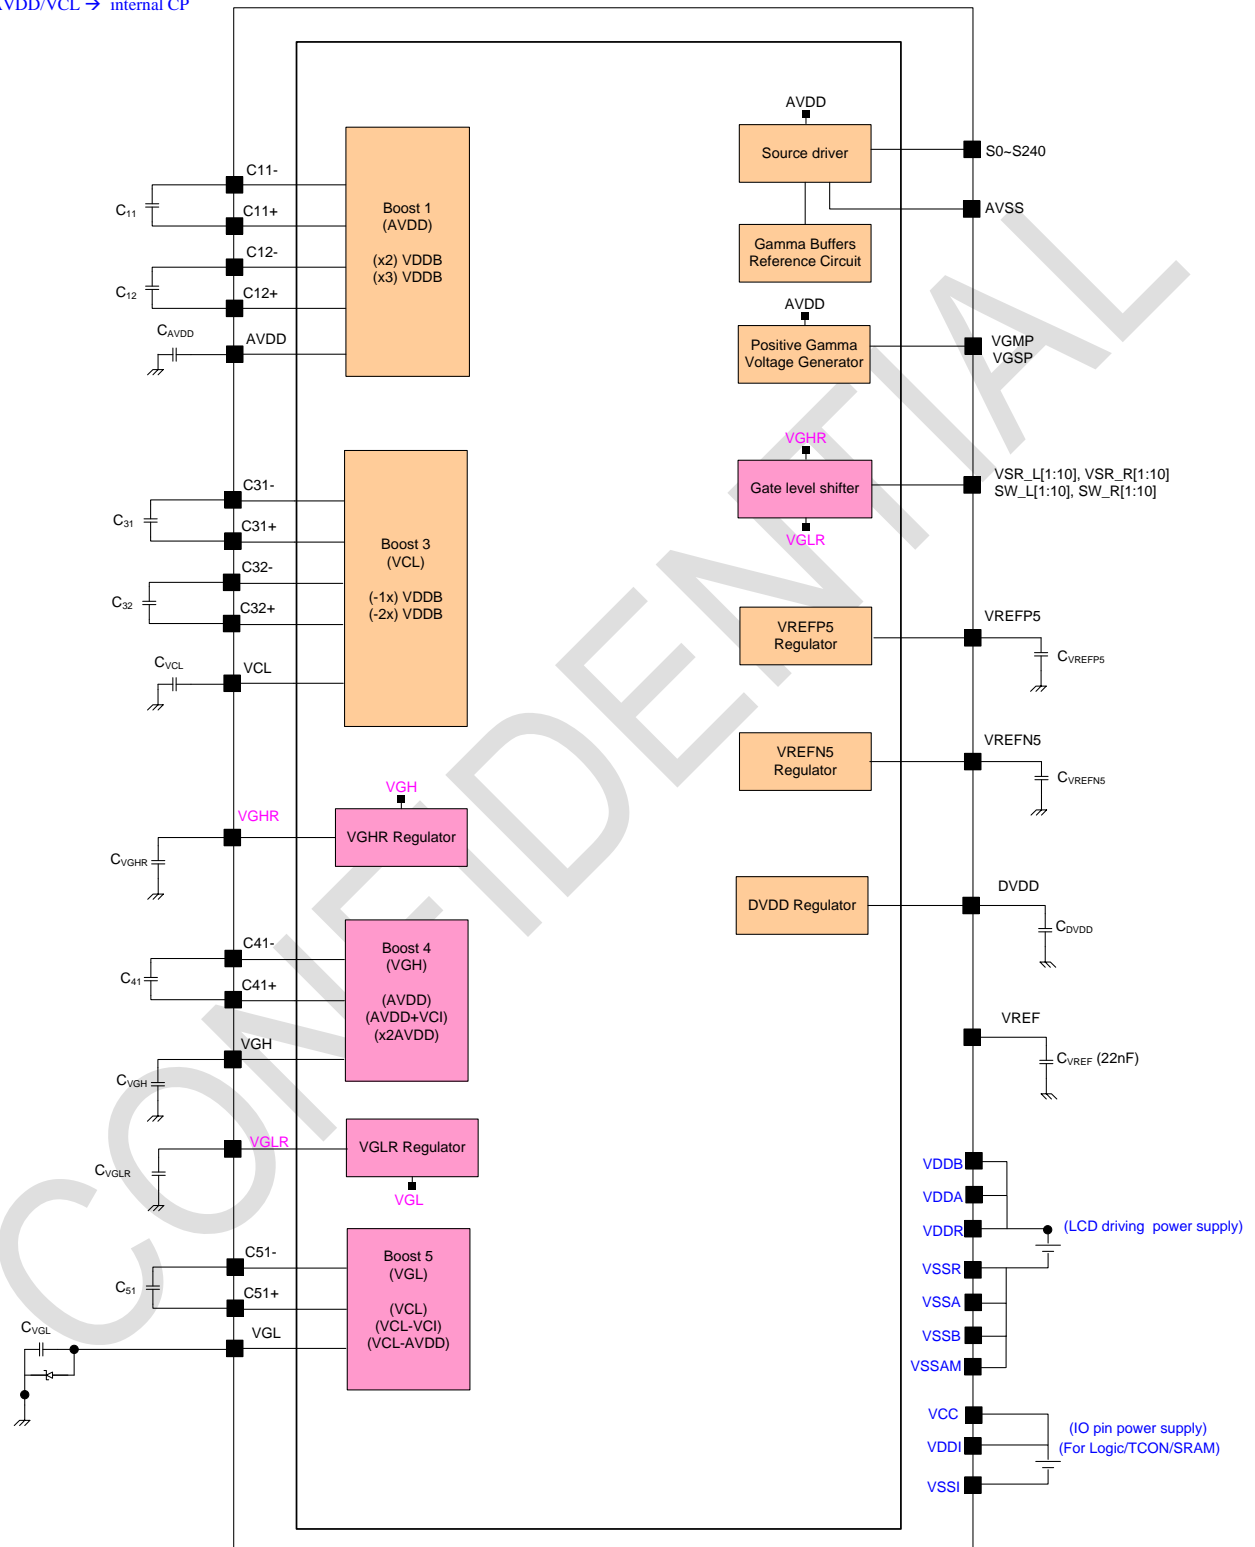 AVDD/VCL → internal CP
C11-
C11+
C12-
C12+
AVDD
C11
C12
CAVDD
Boost 1
(AVDD)
(x2) VDDB
(x3) VDDB
C31-
C31+
C32-
C32+
VCL
C31
C32
CVCL
Boost 3
(VCL)
(-1x) VDDB
(-2x) VDDB
VGH
VGHR
VGHR Regulator
CVGHR
C41-
C41+
VGH
C41
CVGH
Boost 4
(VGH)
(AVDD)
(AVDD+VCI)
(x2AVDD)
VGLR
VGLR Regulator
CVGLR
VGL
C51-
C51+
VGL
C51
CVGL
Boost 5
(VGL)
(VCL)
(VCL-VCI)
(VCL-AVDD)
AVDD
Source driver
S0~S240
AVSS
Gamma Buffers
Reference Circuit
AVDD
Positive Gamma
Voltage Generator
VGMP
VGSP
VGHR
Gate level shifter
VGLR
VSR_L[1:10], VSR_R[1:10]
SW_L[1:10], SW_R[1:10]
VREFP5
Regulator
VREFP5
CVREFP5
VREFN5
Regulator
VREFN5
CVREFN5
DVDD Regulator
DVDD
CDVDD
VREF
CVREF (22nF)
VDDB
VDDA
VDDR
VSSR
VSSA
VSSB
VSSAM
(LCD driving power supply)
VCC
VDDI
VSSI
(IO pin power supply)
(For Logic/TCON/SRAM)
CONFIDENTIAL